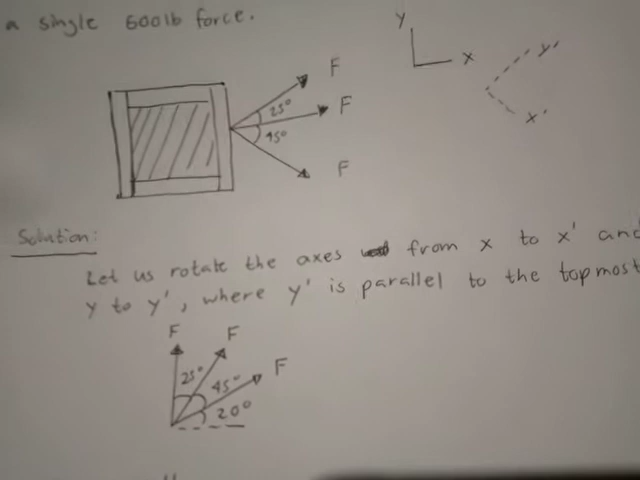 a single 600lb force.
Y
X
y'
x'
F
25°
F
45°
F
Solution:
Let us rotate the axes from x to x' and
y to y', where y' is parallel to the topmost
F
F
25°
45°
F
20°